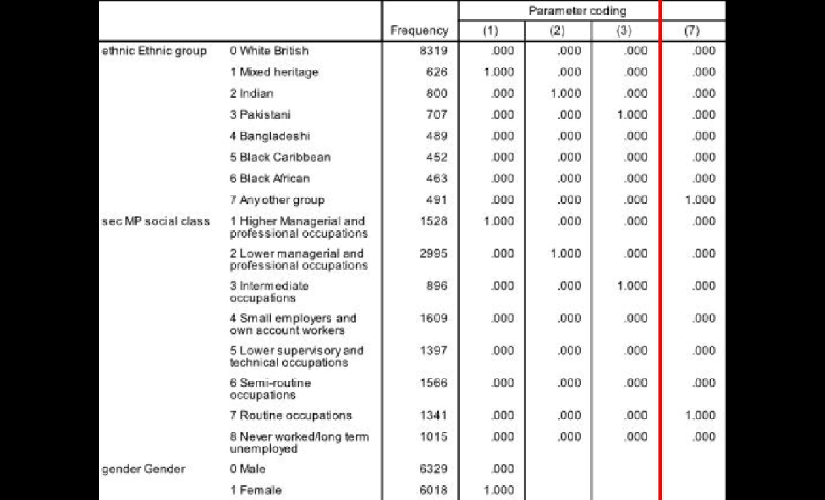 Parameter coding
Frequency (1) (2) (3) (7)
ethnic Ethnic group 0 White British 8319 .000 .000 .000 .000
1 Mixed heritage 626 1.000 .000 .000 .000
2 Indian 800 .000 1.000 .000 .000
3 Pakistani 707 .000 .000 1.000 .000
4 Bangladeshi 489 .000 .000 .000 .000
5 Black Caribbean 452 .000 .000 .000 .000
6 Black African 463 .000 .000 .000 .000
7 Any other group 491 .000 .000 .000 1.000
sec MP social class 1 Higher Managerial and 1528 1.000 .000 .000 .000
professional occupations
2 Lower managerial and 2995 .000 1.000 .000 .000
professional occupations
3 Intermediate 896 .000 .000 1.000 .000
occupations
4 Small employers and 1609 .000 .000 .000 .000
own account workers
5 Lower supervisory and 1397 .000 .000 .000 .000
technical occupations
6 Semi-routine 1566 .000 .000 .000 .000
occupations
7 Routine occupations 1341 .000 .000 .000 1.000
8 Never worked/long term 1015 .000 .000 .000 .000
unemployed
gender Gender 0 Male 6329 .000
1 Female 6018 1.000